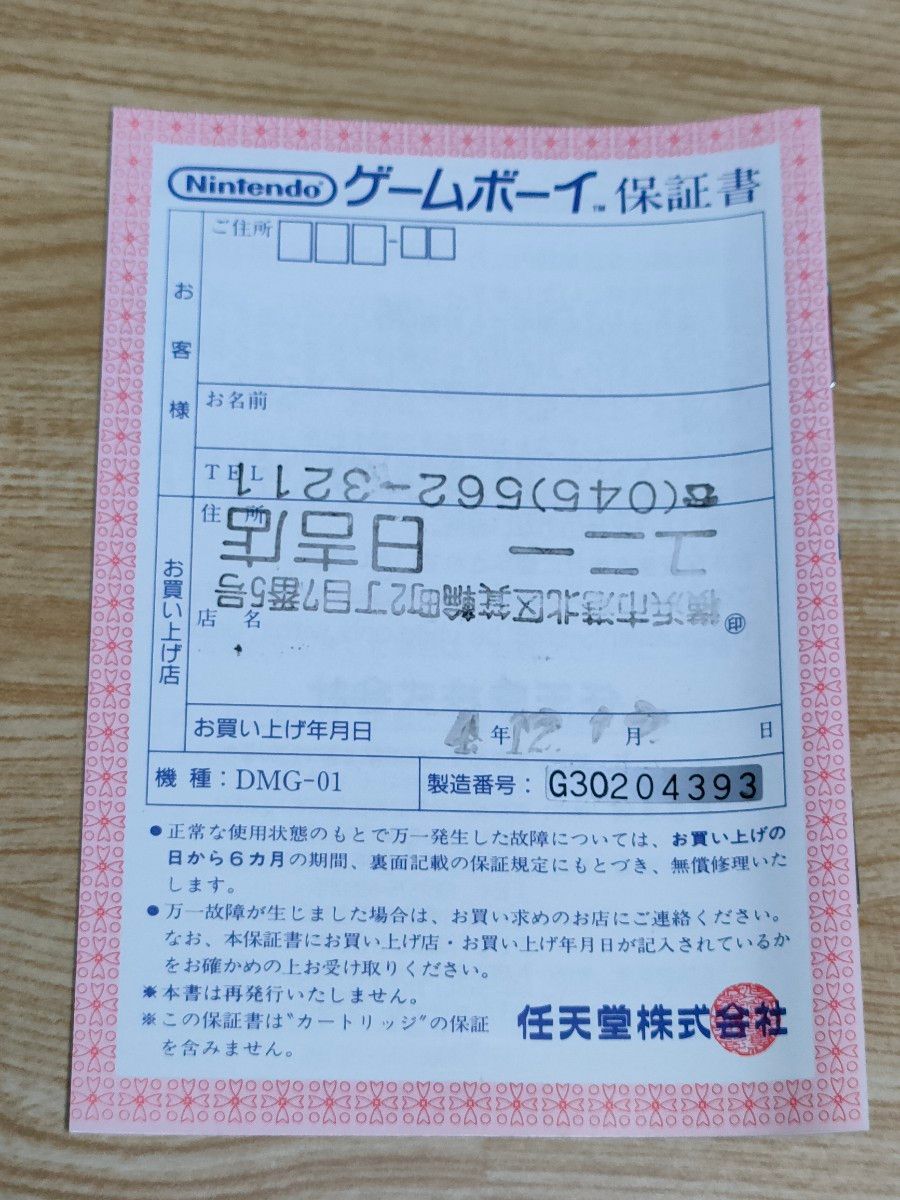 Nintendo ゲームボーイ™ 保証書
お客様
ご住所
お名前
TEL
お買い上げ店
住所
店名
㊞
横浜市港北区箕輪町2丁目7番5号
ユニー 日吉店
☎(045)562-3211
お買い上げ年月日 4年 12 月 日
機種：DMG-01
製造番号：G30204393
●正常な使用状態のもとで万一発生した故障については、お買い上げの
日から6カ月の期間、裏面記載の保証規定にもとづき、無償修理いた
します。
●万一故障が生じました場合は、お買い求めのお店にご連絡ください。
なお、本保証書にお買い上げ店・お買い上げ年月日が記入されているか
をお確かめの上お受け取りください。
※本書は再発行いたしません。
※この保証書は"カートリッジ"の保証
を含みません。
任天堂株式会社